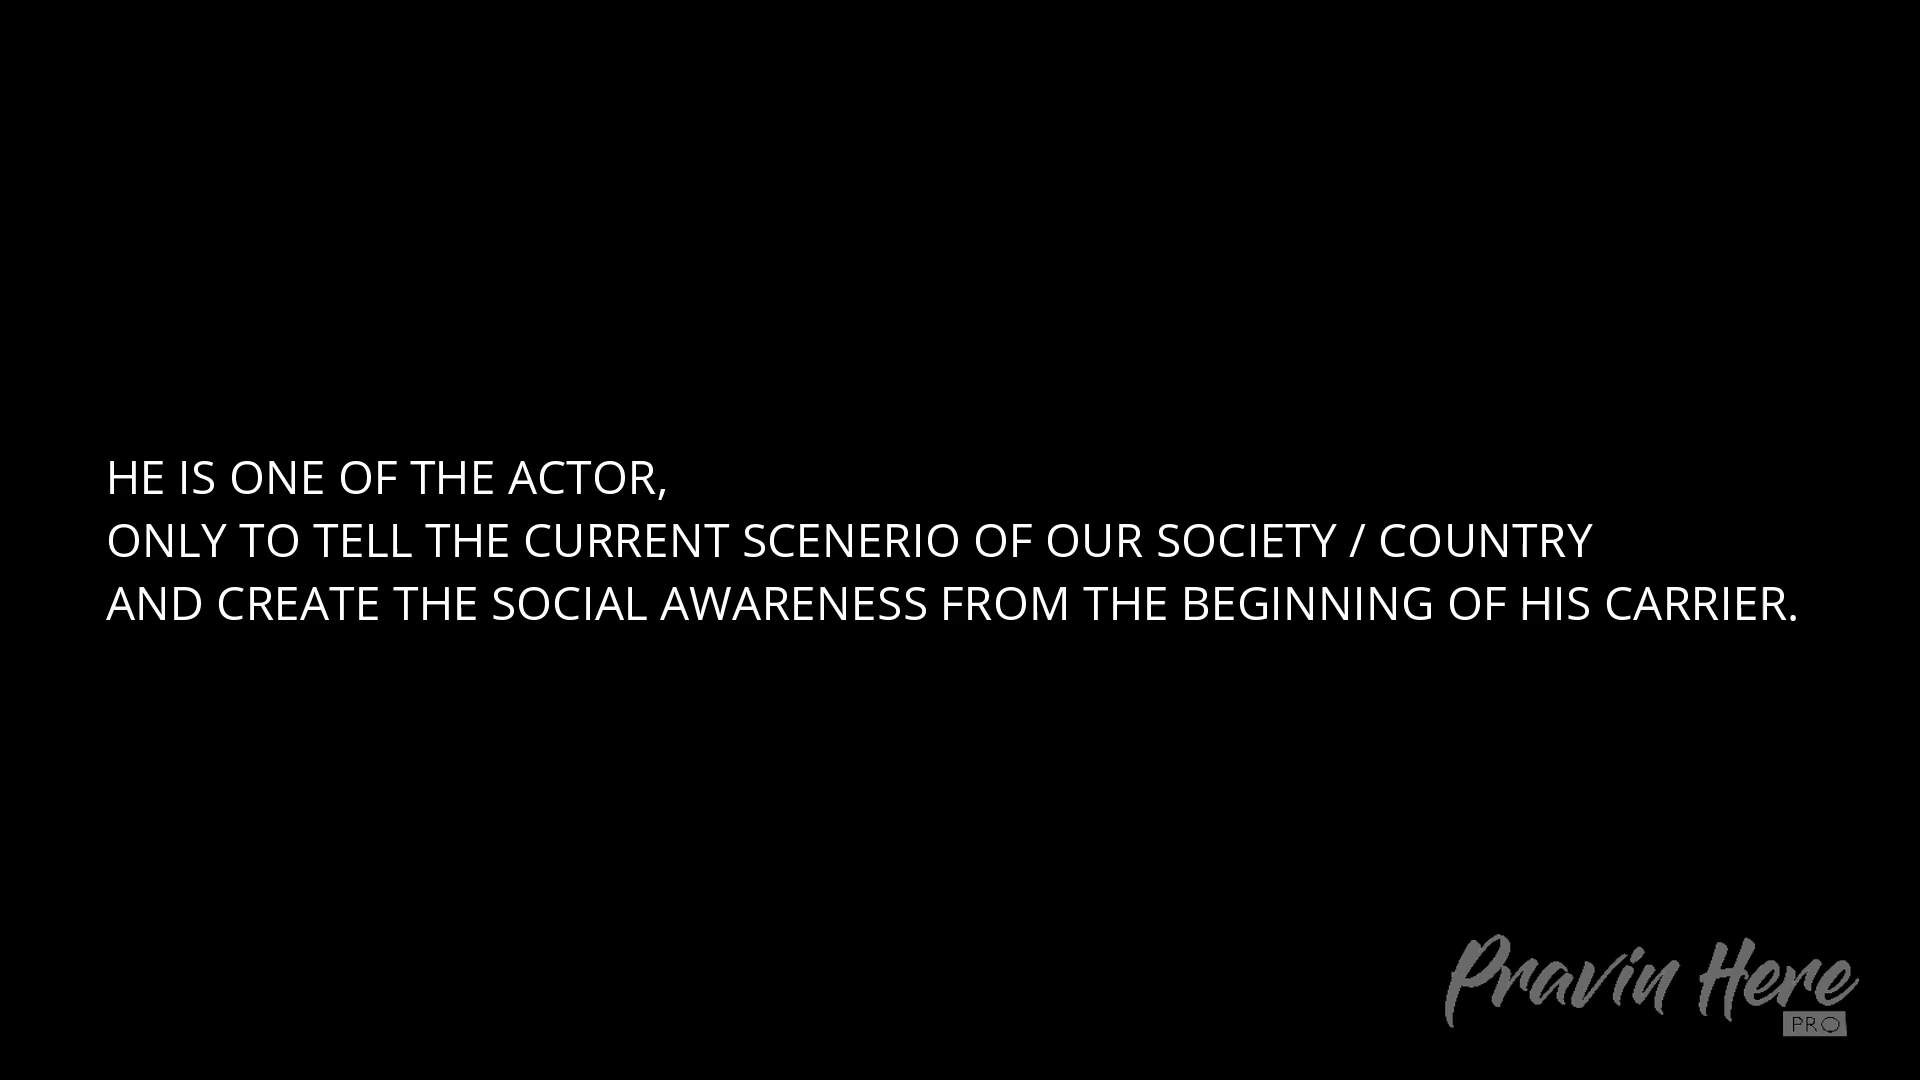 HE IS ONE OF THE ACTOR,
ONLY TO TELL THE CURRENT SCENERIO OF OUR SOCIETY / COUNTRY
AND CREATE THE SOCIAL AWARENESS FROM THE BEGINNING OF HIS CARRIER.
Pravin Here
PRO